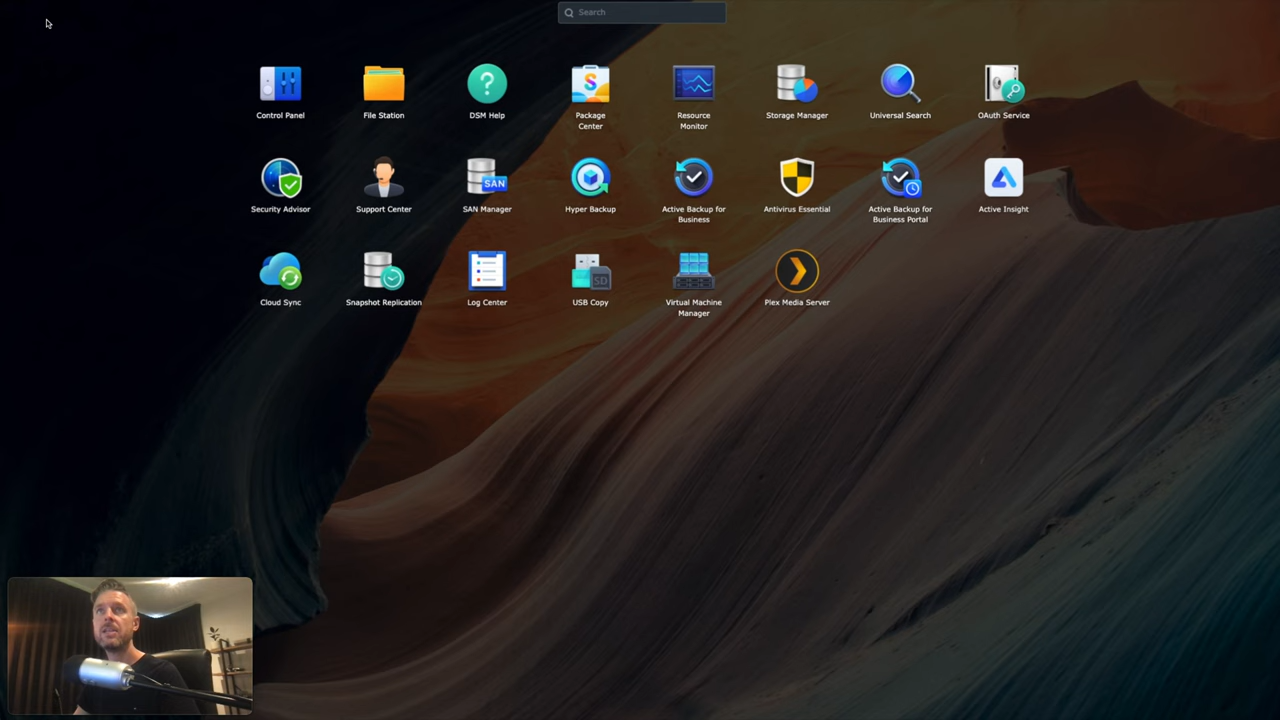 Search
Control Panel
File Station
DSM Help
Package
Center
Resource
Monitor
Storage Manager
Universal Search
OAuth Service
Security Advisor
Support Center
SAN
SAN Manager
Hyper Backup
Active Backup for
Business
Antivirus Essential
Active Backup for
Business Portal
Active Insight
Cloud Sync
Snapshot Replication
Log Center
SD
USB Copy
Virtual Machine
Manager
Plex Media Server